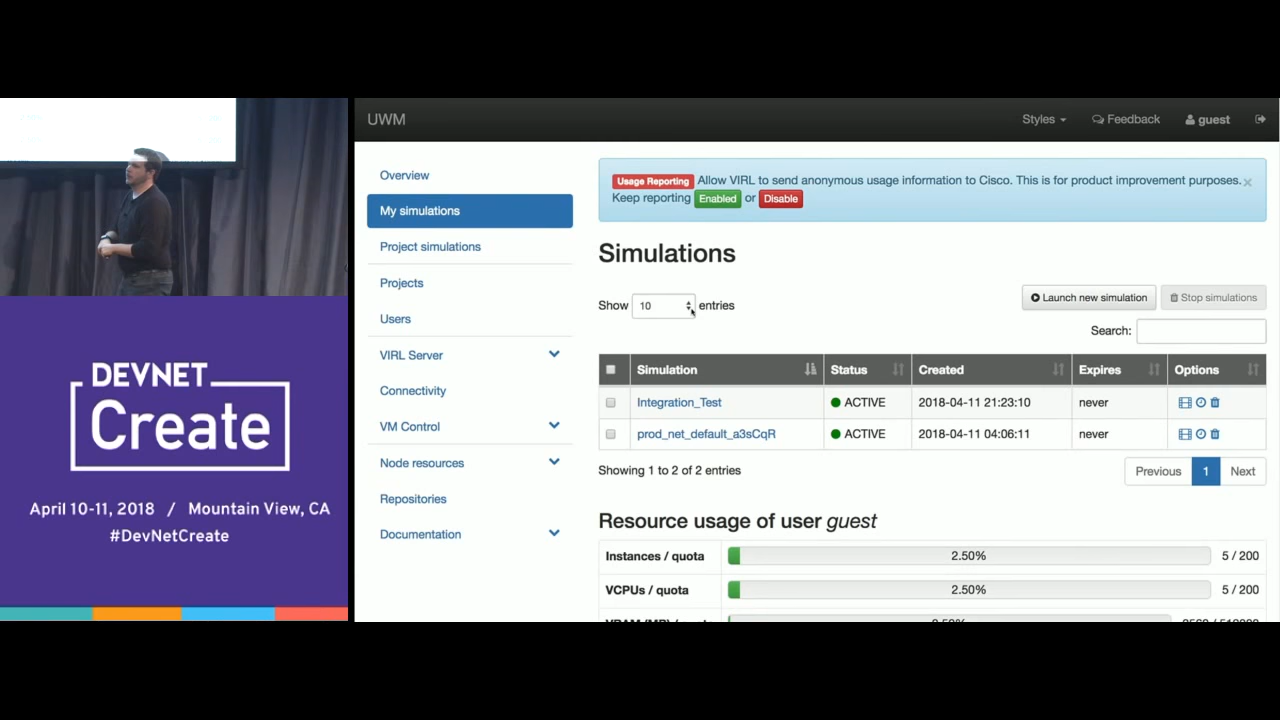 DEVNET
Create
April 10-11, 2018 / Mountain View, CA
#DevNetCreate
UWM
Styles
Feedback
guest
Overview
My simulations
Project simulations
Projects
Users
VIRL Server
Connectivity
VM Control
Node resources
Repositories
Documentation
Usage Reporting Allow VIRL to send anonymous usage information to Cisco. This is for product improvement purposes. ×
Keep reporting Enabled or Disable
Simulations
Show 10 entries
Launch new simulation Stop simulations
Search:
Simulation Status Created Expires Options
Integration_Test ACTIVE 2018-04-11 21:23:10 never
prod_net_default_a3sCqR ACTIVE 2018-04-11 04:06:11 never
Showing 1 to 2 of 2 entries
Previous 1 Next
Resource usage of user guest
Instances / quota 2.50% 5 / 200
VCPUs / quota 2.50% 5 / 200